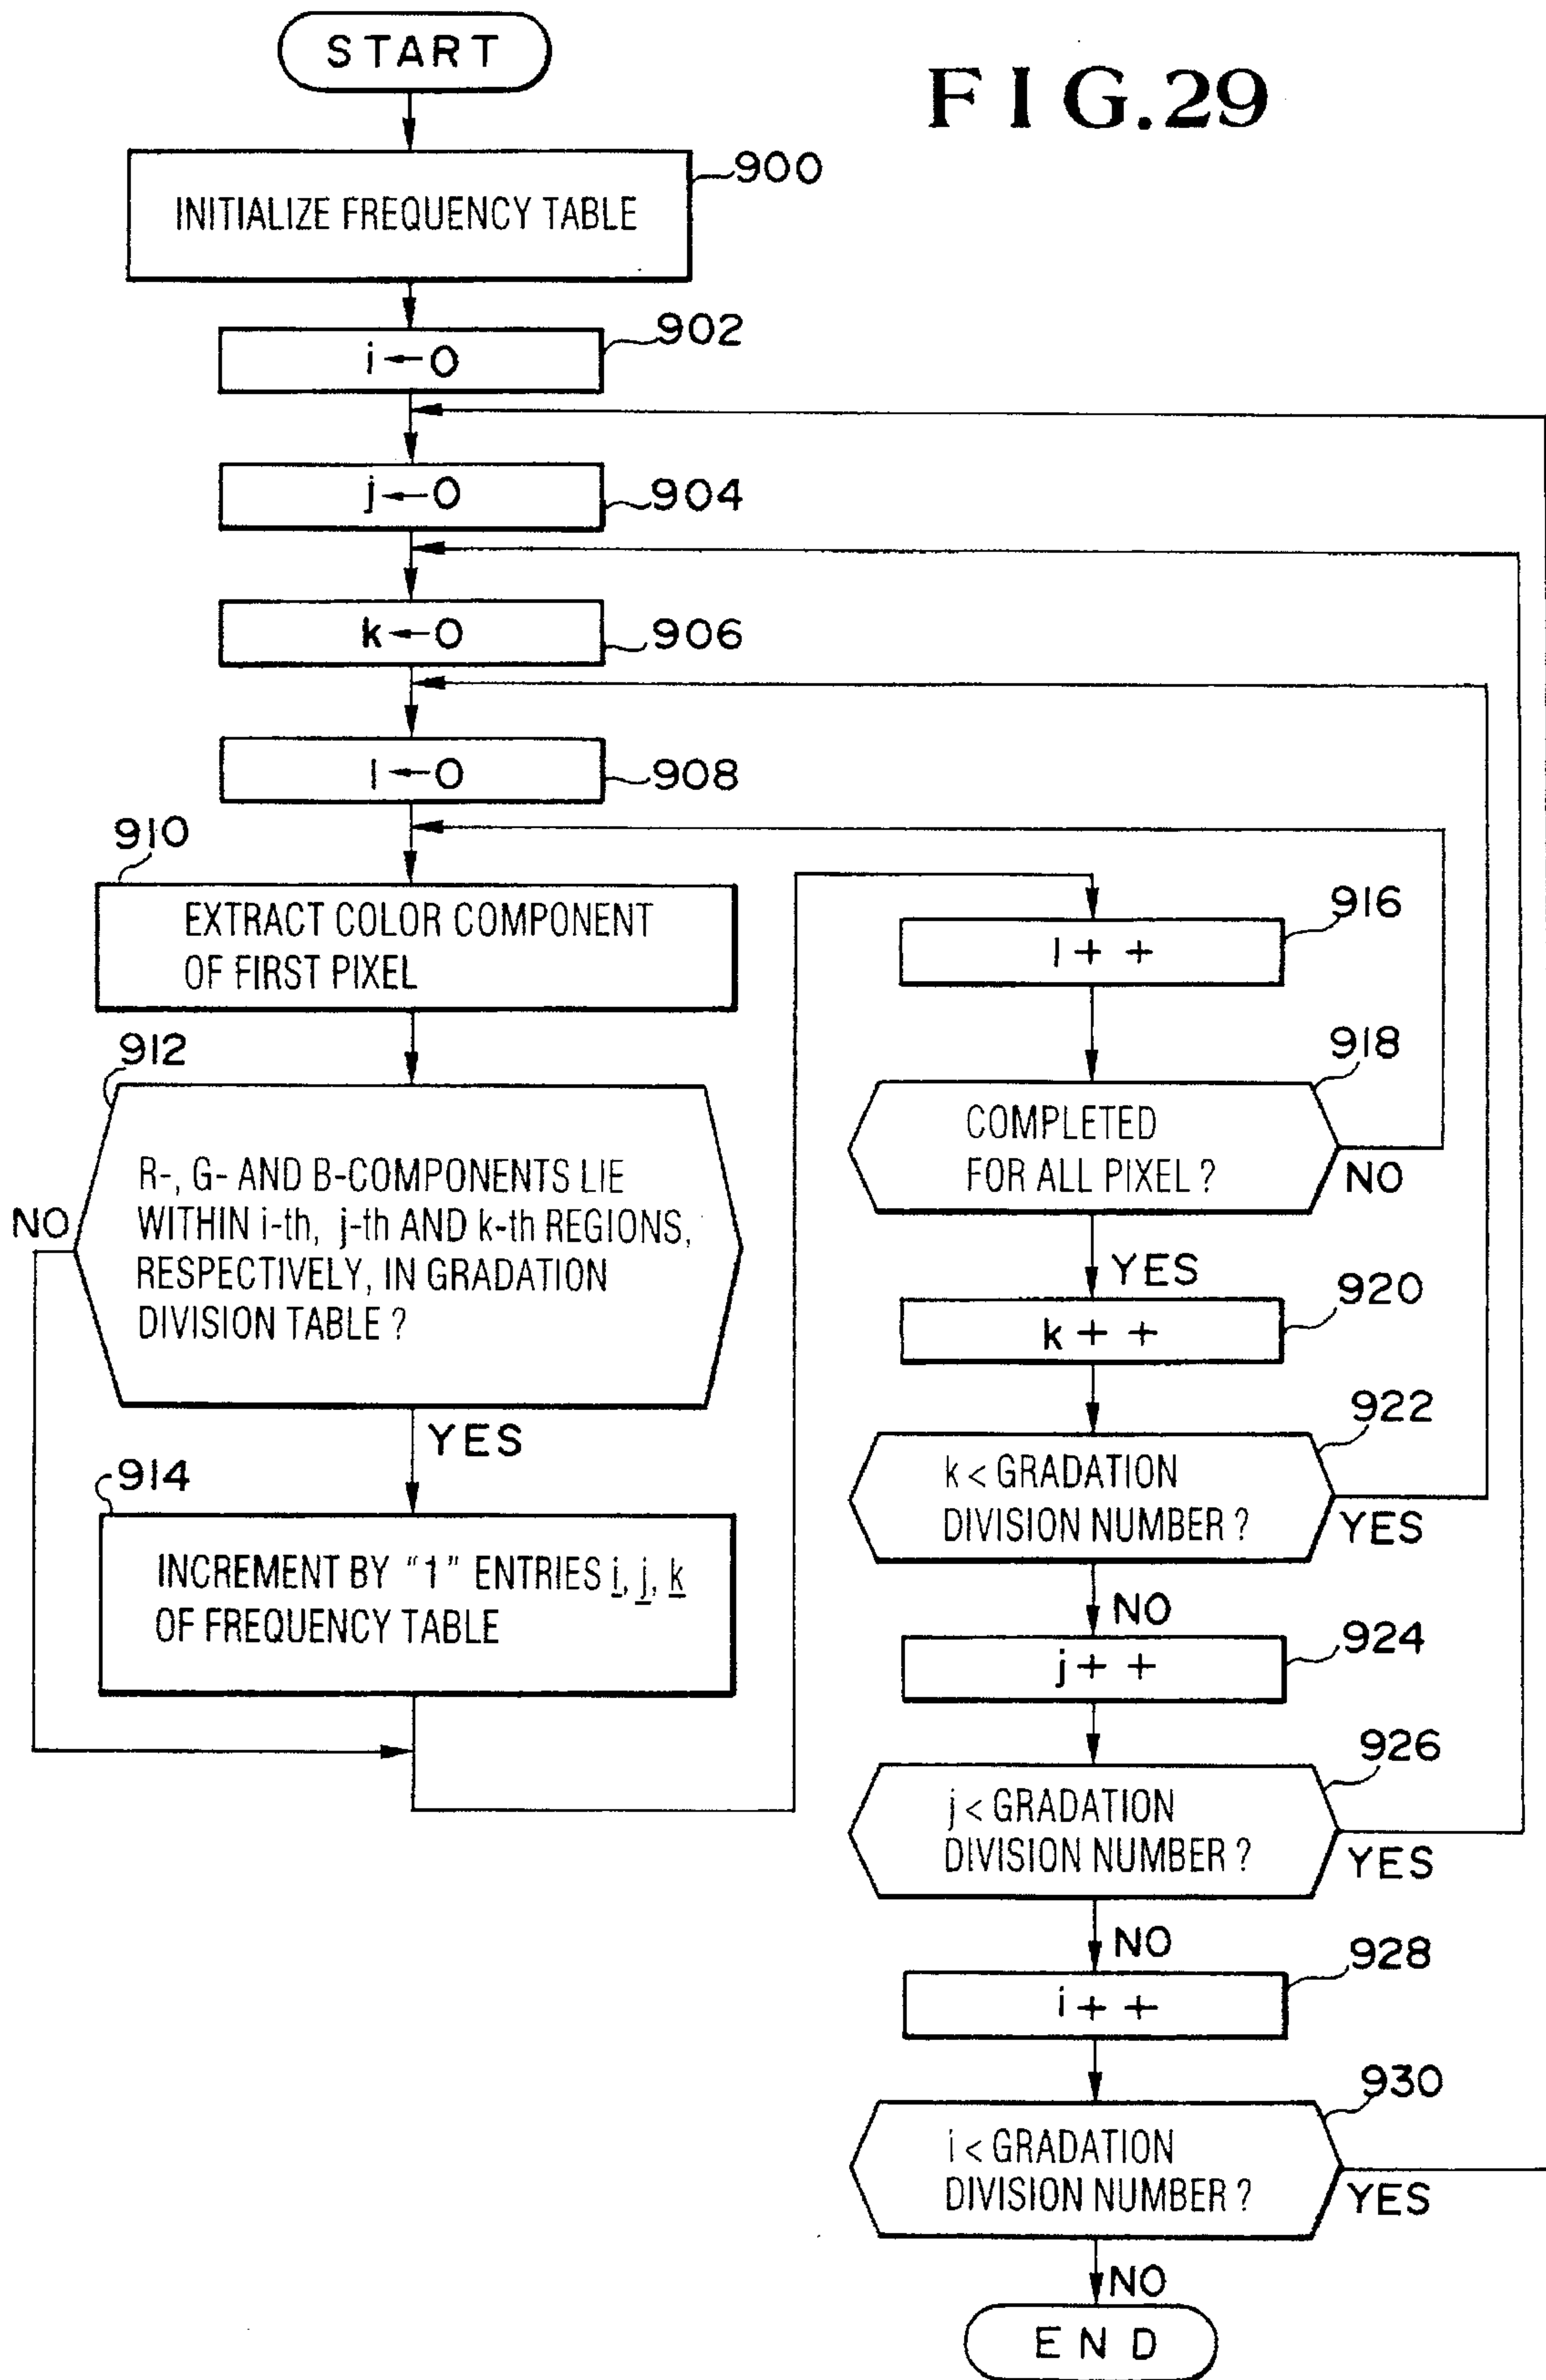 START
FIG.29
900
INITIALIZE FREQUENCY TABLE
902
i←0
j←0
904
k←0
906
l←0
908
910
EXTRACT COLOR COMPONENT
OF FIRST PIXEL
912
R-, G- AND B-COMPONENTS LIE
WITHIN i-th, j-th AND k-th REGIONS,
RESPECTIVELY, IN GRADATION
DIVISION TABLE ?
NO
YES
914
INCREMENT BY "1" ENTRIES i, j, k
OF FREQUENCY TABLE
916
l + +
918
COMPLETED
FOR ALL PIXEL ?
NO
YES
920
k + +
922
k < GRADATION
DIVISION NUMBER ?
YES
NO
924
j + +
926
j < GRADATION
DIVISION NUMBER ?
YES
NO
928
i + +
930
i < GRADATION
DIVISION NUMBER ?
YES
NO
END